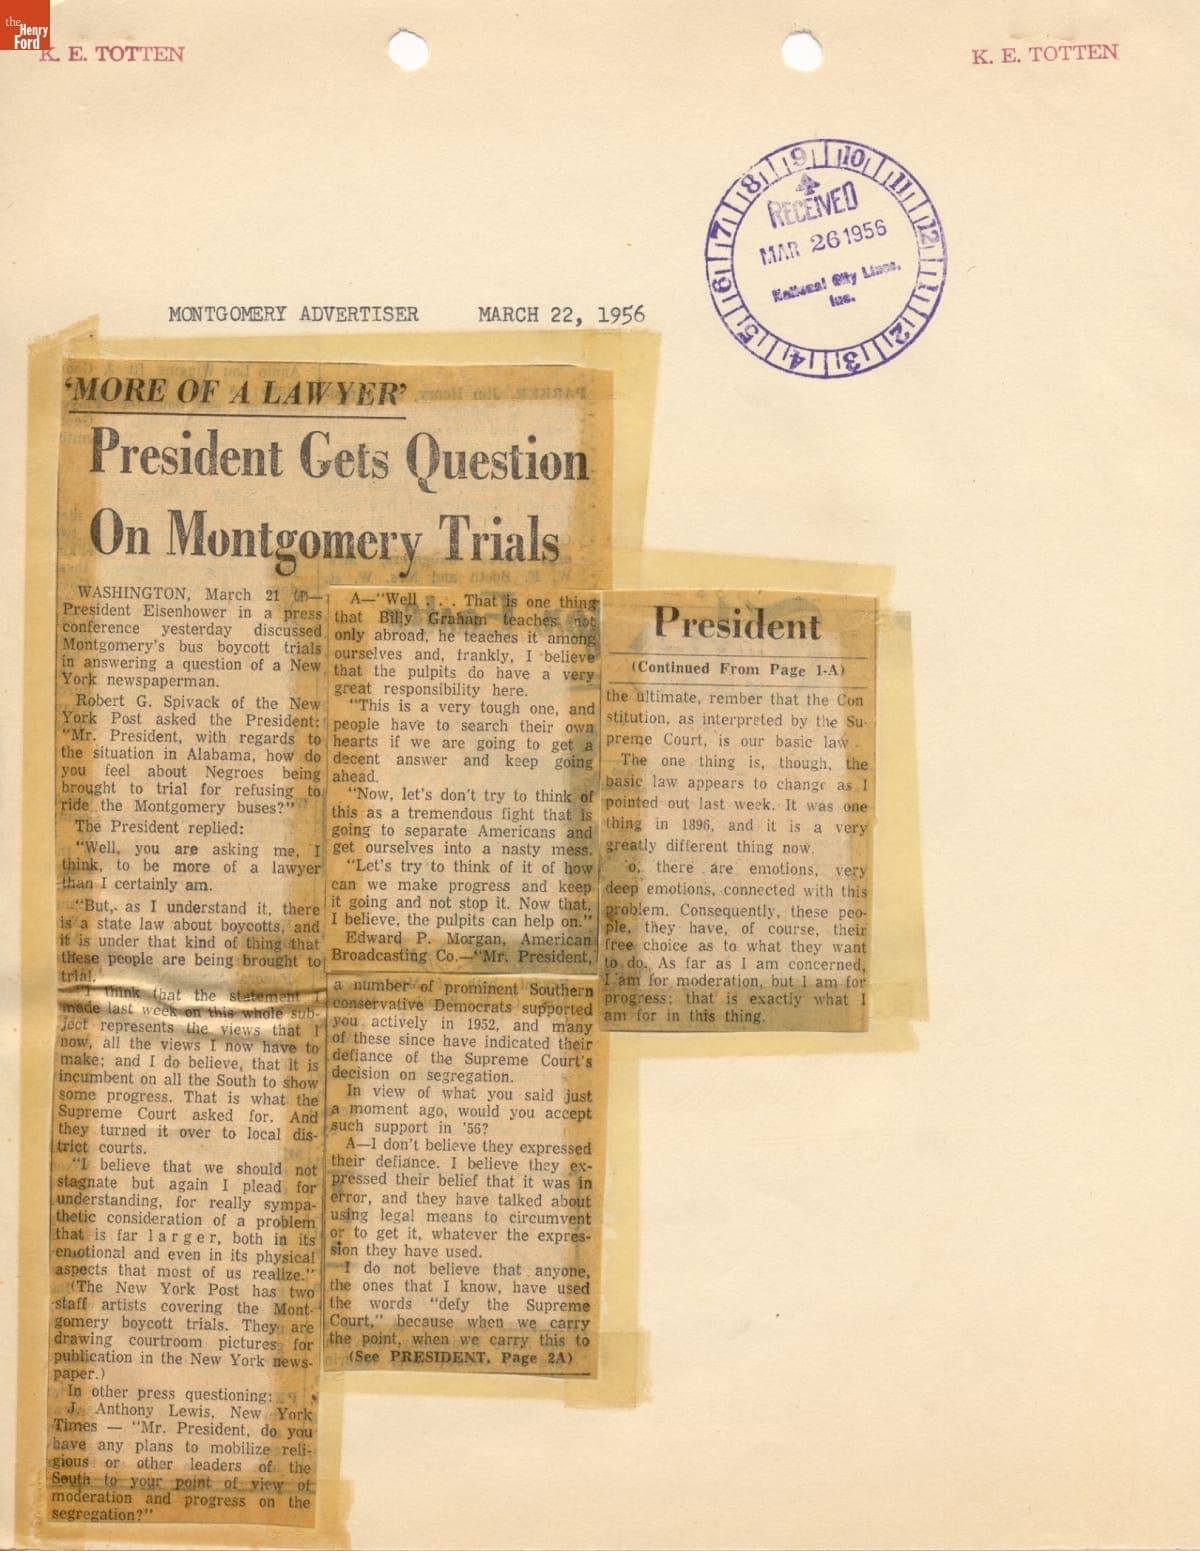 the
Henry
Ford
K. E. TOTTEN
K. E. TOTTEN
1 2 3 4 5 6 7 8 9 10 11 12
RECEIVED
MAR 26 1956
National City Lines,
Inc.
MONTGOMERY ADVERTISER MARCH 22, 1956
'MORE OF A LAWYER'
President Gets Question
On Montgomery Trials
WASHINGTON, March 21 (AP)—
President Eisenhower in a press
conference yesterday discussed
Montgomery's bus boycott trials
in answering a question of a New
York newspaperman.
Robert G. Spivack of the New
York Post asked the President:
"Mr. President, with regards to
the situation in Alabama, how do
you feel about Negroes being
brought to trial for refusing to
ride the Montgomery buses?"
The President replied:
"Well, you are asking me, I
think, to be more of a lawyer
than I certainly am.
"But, as I understand it, there
is a state law about boycotts, and
it is under that kind of thing that
these people are being brought to
trial.
"I think that the statement I
made last week on this whole sub-
ject represents the views that I
now, all the views I now have to
make; and I do believe, that it is
incumbent on all the South to show
some progress. That is what the
Supreme Court asked for. And
they turned it over to local dis-
trict courts.
"I believe that we should not
stagnate but again I plead for
understanding, for really sympa-
thetic consideration of a problem
that is far larger, both in its
emotional and even in its physical
aspects that most of us realize."
(The New York Post has two
staff artists covering the Mont-
gomery boycott trials. They are
drawing courtroom pictures for
publication in the New York news-
paper.)
In other press questioning:
J. Anthony Lewis, New York
Times — "Mr. President, do you
have any plans to mobilize reli-
gious or other leaders of the
South to your point of view of
moderation and progress on the
segregation?"
A—"Well . . . That is one thing
that Billy Graham teaches not
only abroad, he teaches it among
ourselves and, frankly, I believe
that the pulpits do have a very
great responsibility here.
"This is a very tough one, and
people have to search their own
hearts if we are going to get a
decent answer and keep going
ahead.
"Now, let's don't try to think of
this as a tremendous fight that is
going to separate Americans and
get ourselves into a nasty mess.
"Let's try to think of it of how
can we make progress and keep
it going and not stop it. Now that,
I believe, the pulpits can help on."
Edward P. Morgan, American
Broadcasting Co.—"Mr. President,
a number of prominent Southern
conservative Democrats supported
you actively in 1952, and many
of these since have indicated their
defiance of the Supreme Court's
decision on segregation.
In view of what you said just
a moment ago, would you accept
such support in '56?
A—I don't believe they expressed
their defiance. I believe they ex-
pressed their belief that it was in
error, and they have talked about
using legal means to circumvent
or to get it, whatever the expres-
sion they have used.
I do not believe that anyone,
the ones that I know, have used
the words "defy the Supreme
Court," because when we carry
the point, when we carry this to
(See PRESIDENT, Page 2A)
President
(Continued From Page 1-A)
the ultimate, rember that the Con
stitution, as interpreted by the Su-
preme Court, is our basic law.
The one thing is, though, the
basic law appears to change as I
pointed out last week. It was one
thing in 1896, and it is a very
greatly different thing now.
o, there are emotions, very
deep emotions, connected with this
problem. Consequently, these peo-
ple, they have, of course, their
free choice as to what they want
to do. As far as I am concerned,
I am for moderation, but I am for
progress; that is exactly what I
am for in this thing.